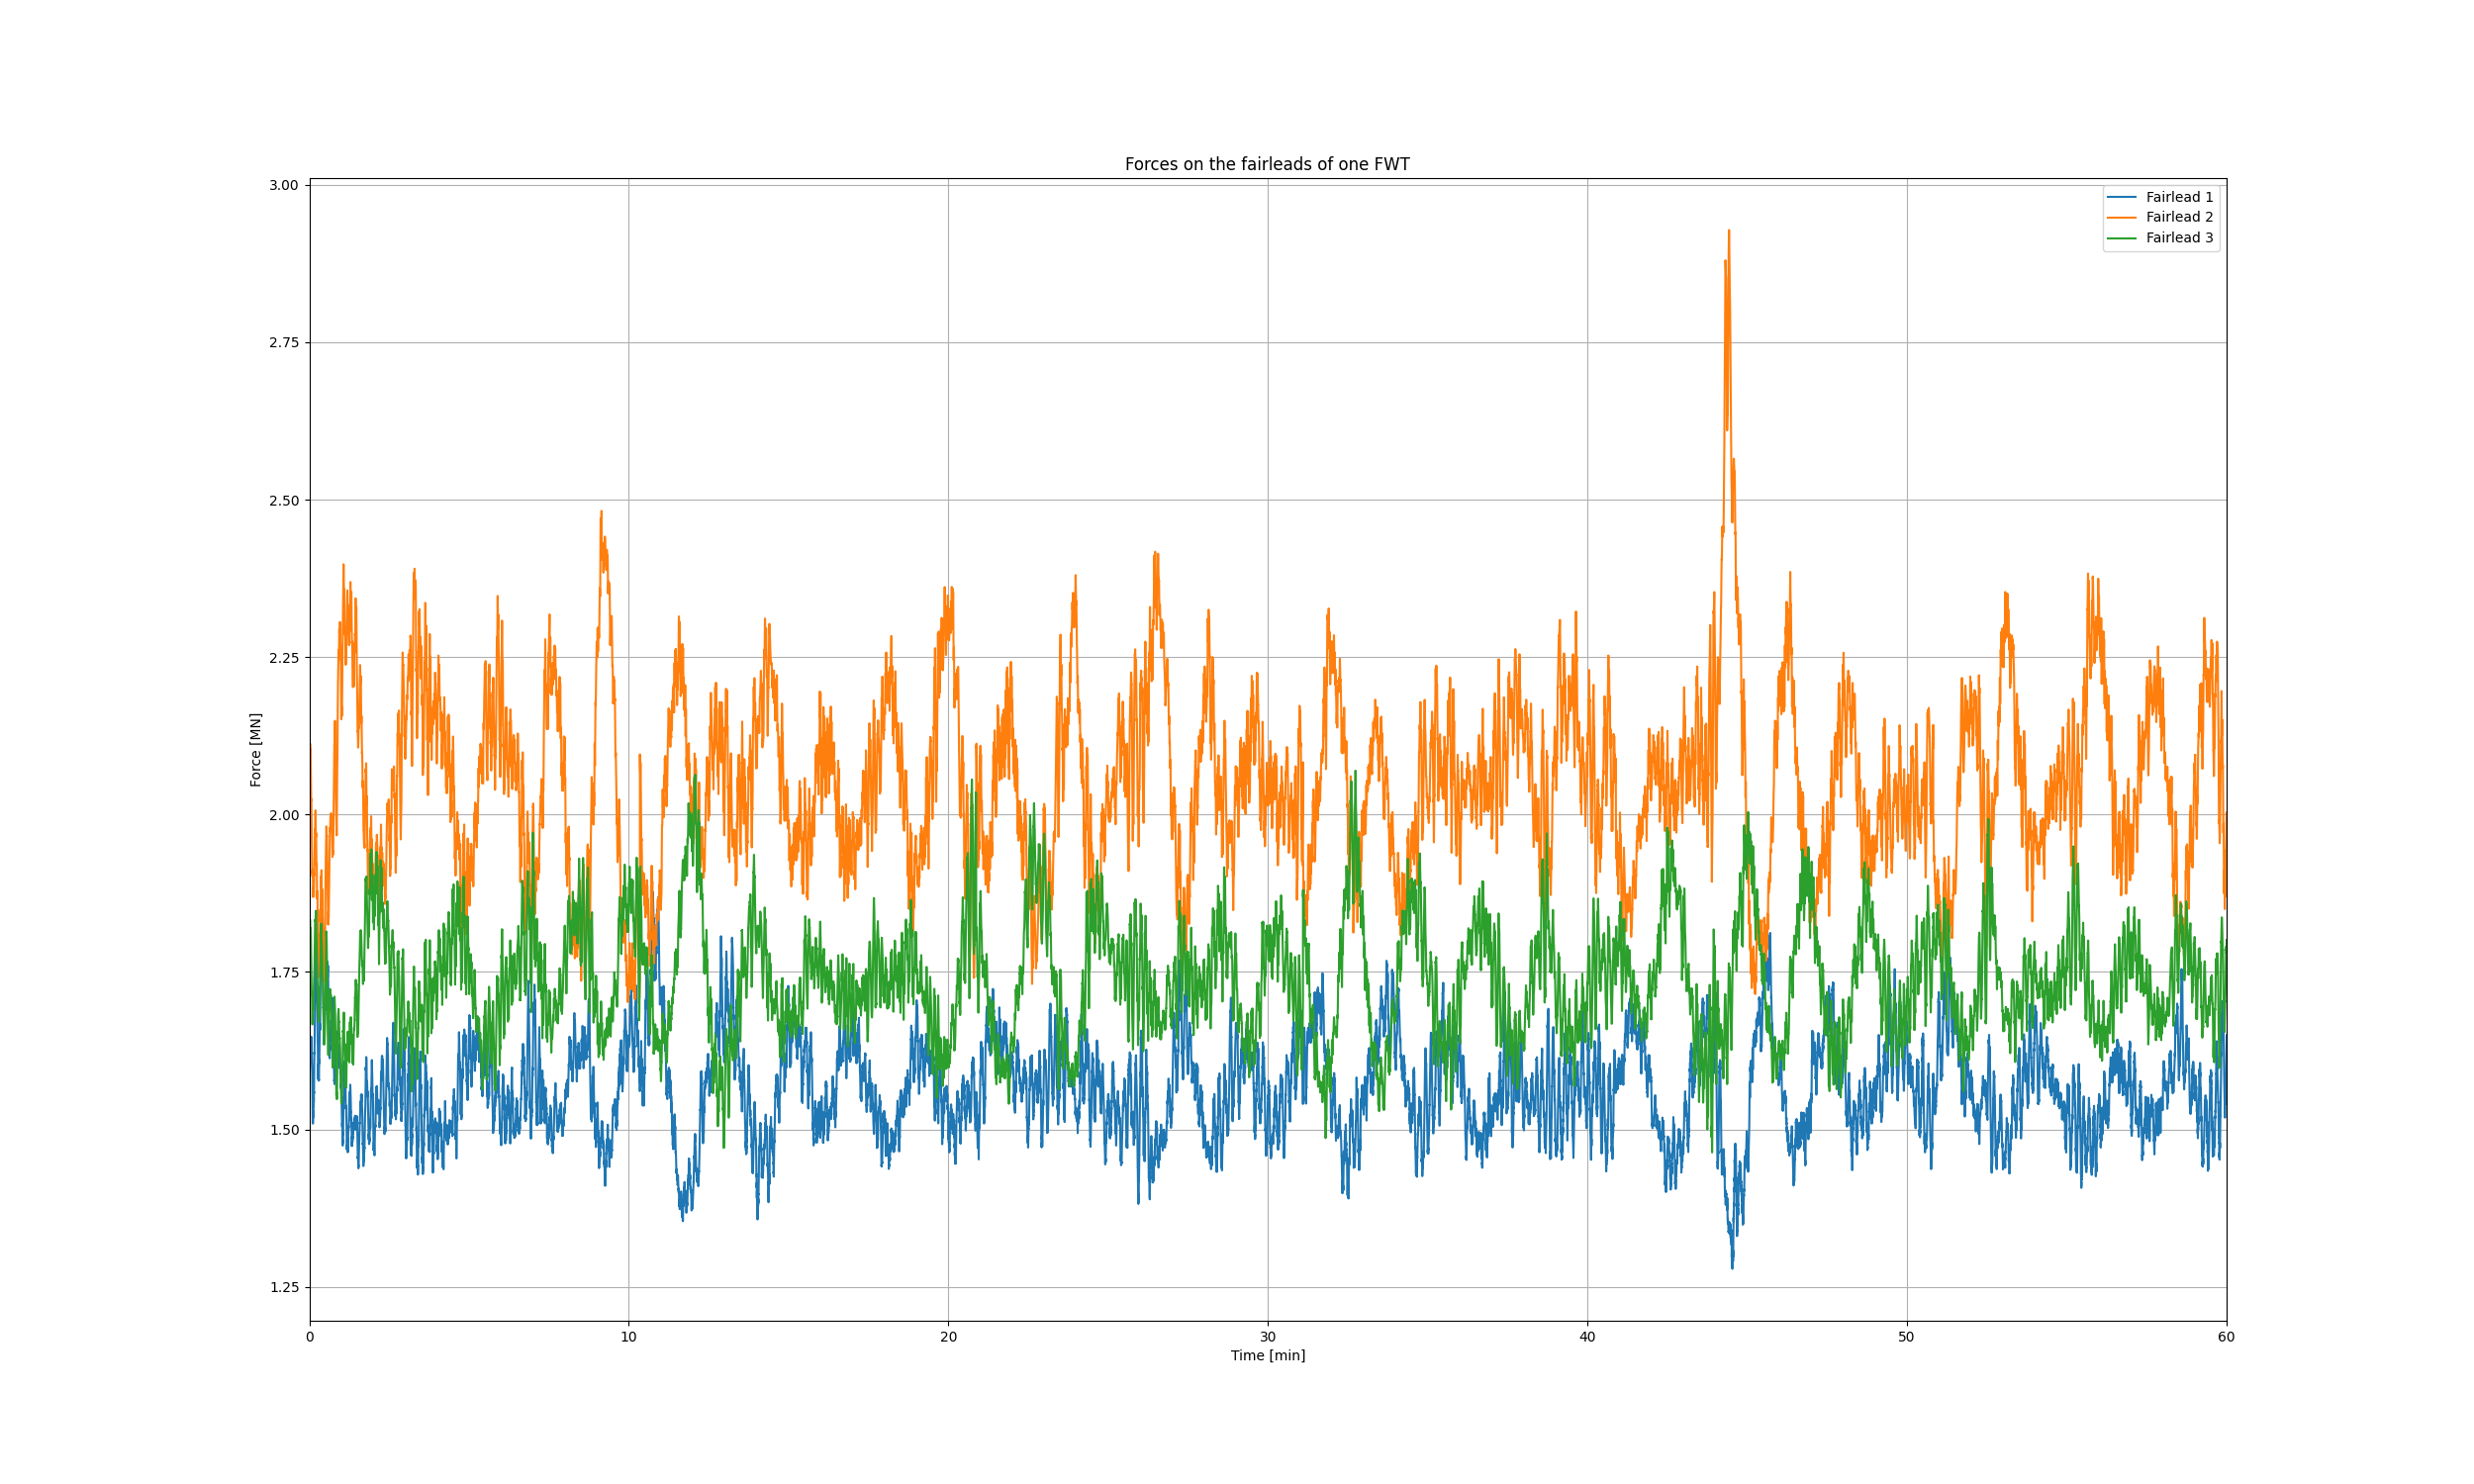 Forces on the fairleads of one FWT
3.00
2.75
2.50
2.25
2.00
1.75
1.50
1.25
Force [MN]
Fairlead 1
Fairlead 2
Fairlead 3
0
10
20
30
40
50
60
Time [min]